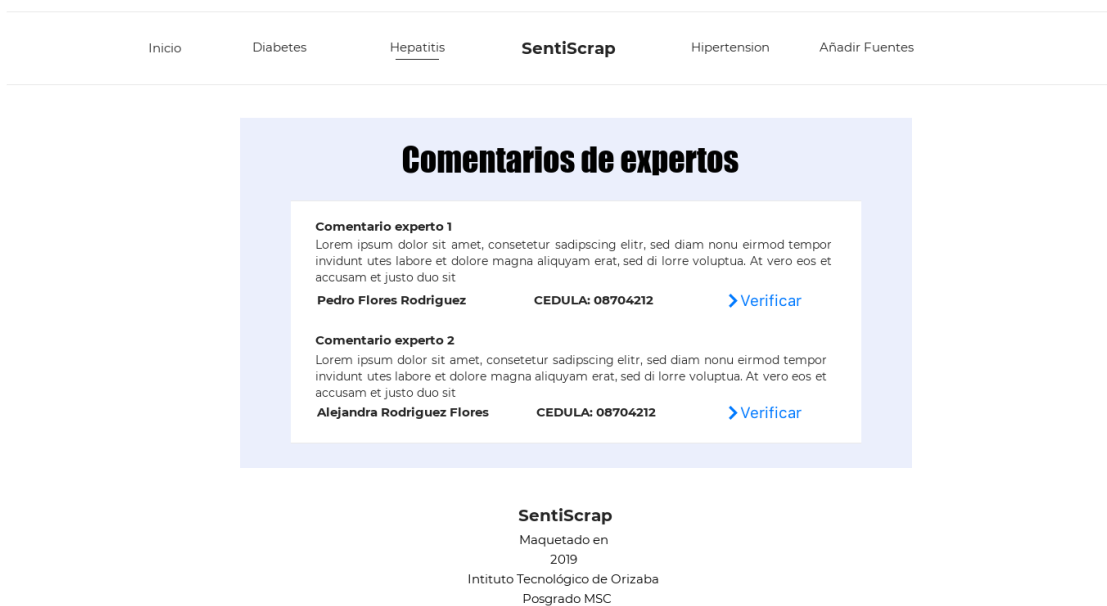 Inicio Diabetes Hepatitis SentiScrap Hipertension Añadir Fuentes
Comentarios de expertos
Comentario experto 1
Lorem ipsum dolor sit amet, consetetur sadipscing elitr, sed diam nonu eirmod tempor
invidunt utes labore et dolore magna aliquyam erat, sed di lorre voluptua. At vero eos et
accusam et justo duo sit
Pedro Flores Rodriguez CEDULA: 08704212 Verificar
Comentario experto 2
Lorem ipsum dolor sit amet, consetetur sadipscing elitr, sed diam nonu eirmod tempor
invidunt utes labore et dolore magna aliquyam erat, sed di lorre voluptua. At vero eos et
accusam et justo duo sit
Alejandra Rodriguez Flores CEDULA: 08704212 Verificar
SentiScrap
Maquetado en
2019
Intituto Tecnológico de Orizaba
Posgrado MSC